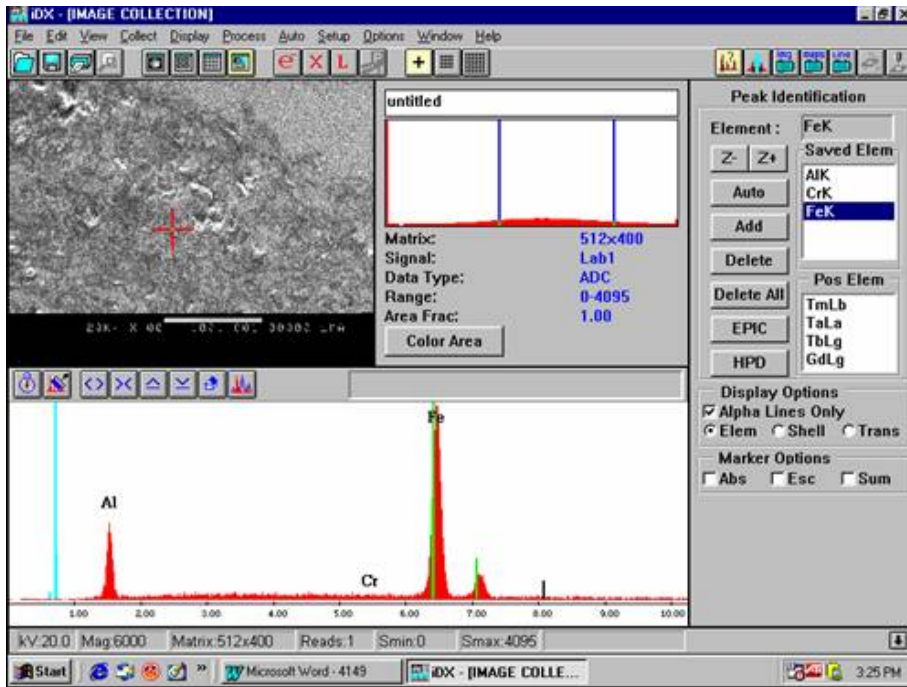 iDX - [IMAGE COLLECTION]
File Edit View Collect Display Process Auto Setup Options Window Help
e⁻ X L
untitled
Matrix: 512x400
Signal: Lab1
Data Type: ADC
Range: 0-4095
Area Frac: 1.00
Color Area
Peak Identification
Element : FeK
Z- Z+
Saved Elem
Auto
AlK
CrK
FeK
Add
Delete
Delete All
EPIC
HPD
Pos Elem
TmLb
TaLa
TbLg
GdLg
Display Options
Alpha Lines Only
Elem Shell Trans
Marker Options
Abs Esc Sum
Fe
Al
Cr
1.00 2.00 3.00 4.00 5.00 6.00 7.00 8.00 9.00 10.00
kV:20.0 Mag:6000 Matrix:512x400 Reads:1 Smin:0 Smax:4095
Start
Microsoft Word - 4149
iDX - [IMAGE COLLE...
3:25 PM